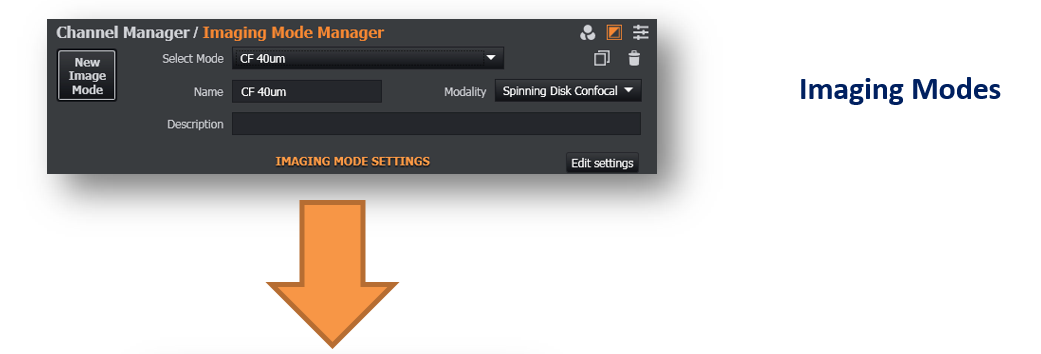 Channel Manager / Imaging Mode Manager
New Image Mode
Select Mode CF 40um
Name CF 40um Modality Spinning Disk Confocal
Description
IMAGING MODE SETTINGS Edit settings
Imaging Modes